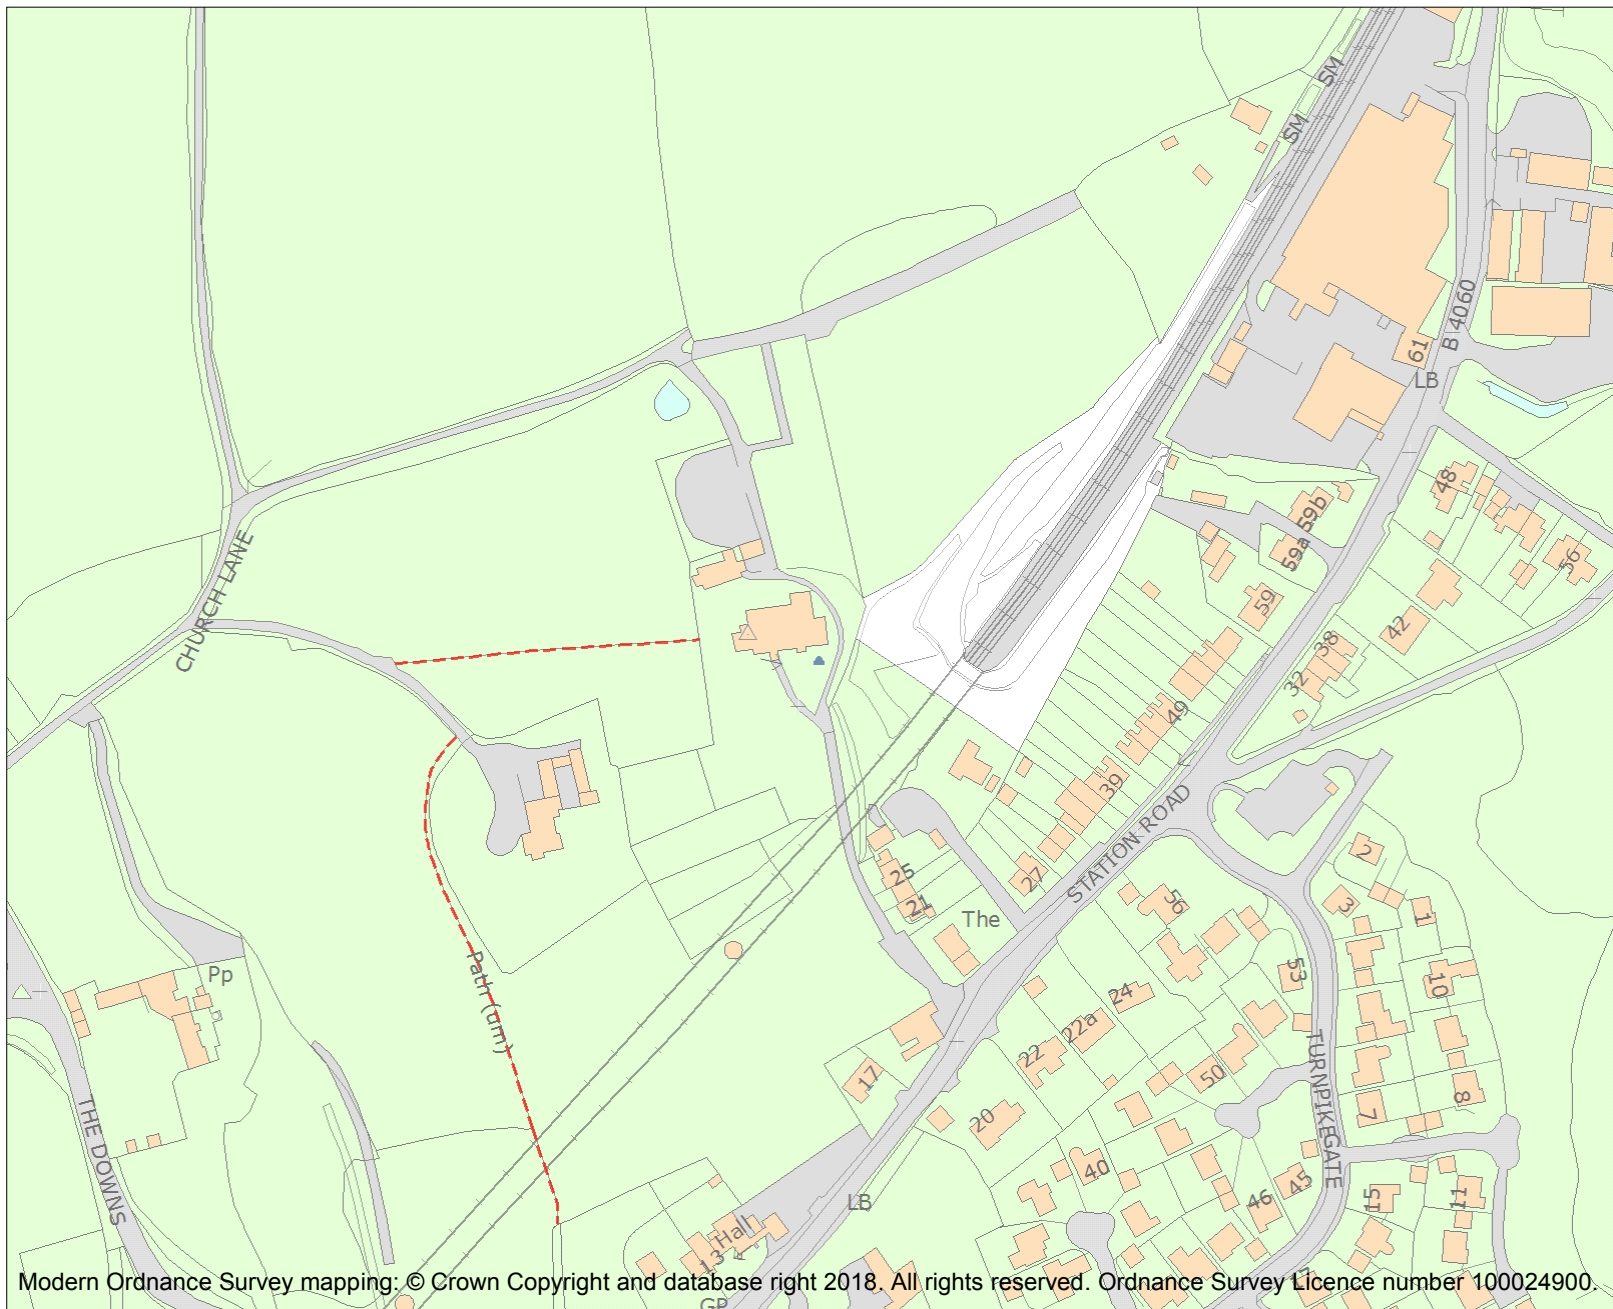 SM
SM
B 4060
61
LB
48
56
59b
59a
59
42
38
32
CHURCH LANE
49
39
STATION ROAD
27
25
21
The
2
3
1
56
53
10
24
22a
22
20
50
17
Pp
Path (um)
THE DOWNS
TURNPIKEGATE
7
8
40
46
45
15
11
LB
Hall
13
GP
Modern Ordnance Survey mapping: © Crown Copyright and database right 2018. All rights reserved. Ordnance Survey Licence number 100024900.